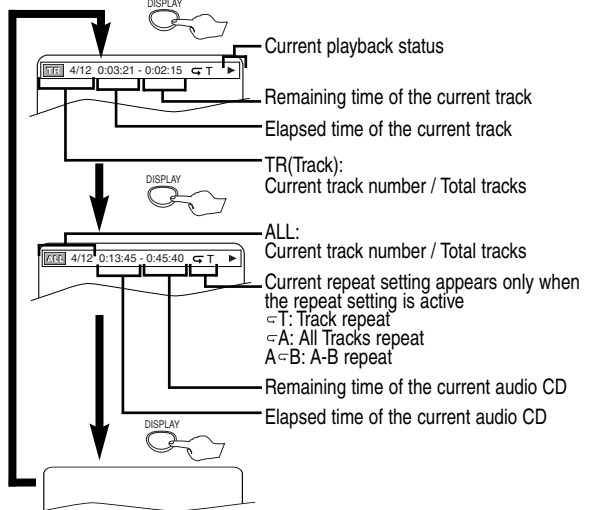 DISPLAY
Current playback status
TR 4/12 0:03:21 - 0:02:15 T ►
Remaining time of the current track
Elapsed time of the current track
TR(Track):
Current track number / Total tracks
DISPLAY
ALL:
Current track number / Total tracks
ALL 4/12 0:13:45 - 0:45:40 T ►
Current repeat setting appears only when
the repeat setting is active
T: Track repeat
A: All Tracks repeat
A B: A-B repeat
Remaining time of the current audio CD
Elapsed time of the current audio CD
DISPLAY